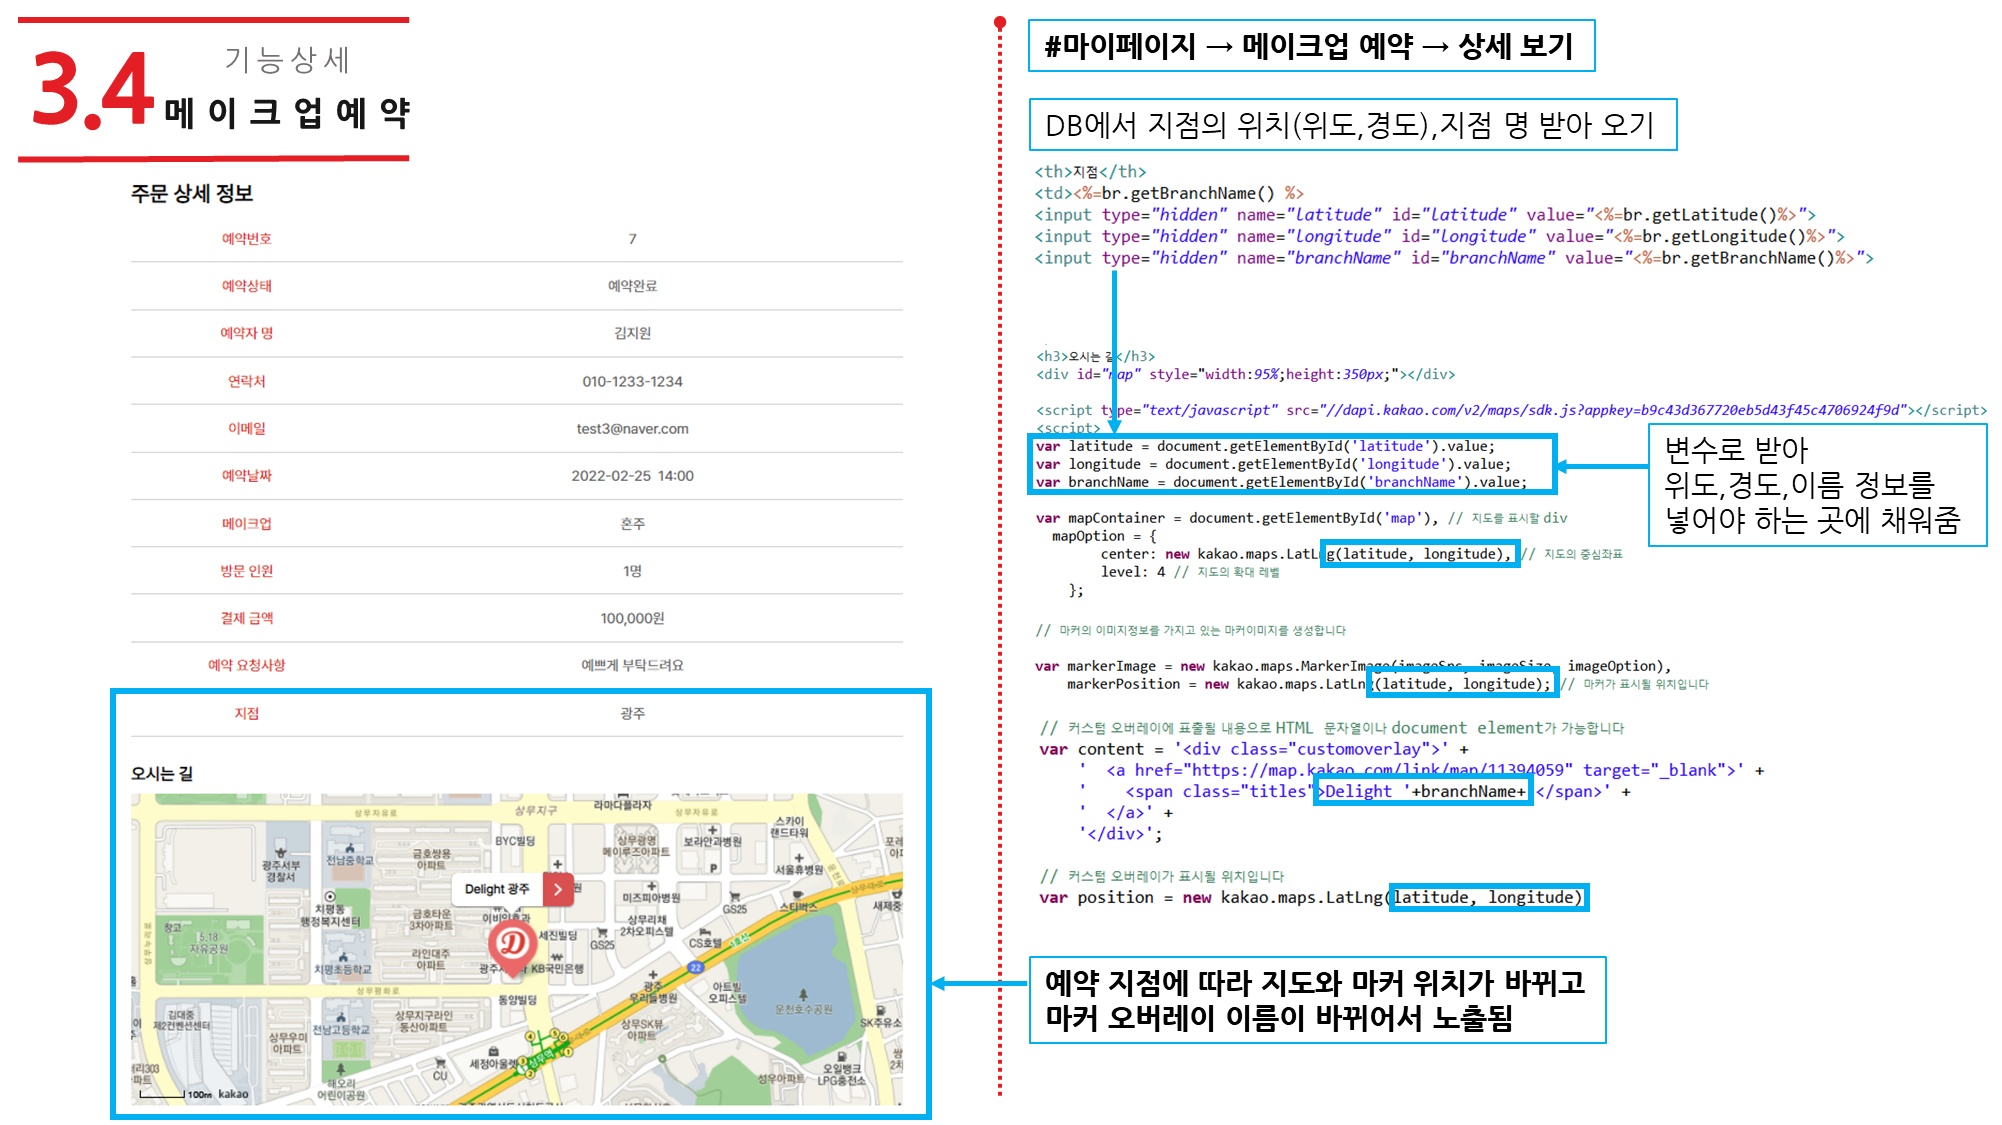 3.4
기능상세
메이크업예약
주문 상세 정보
예약번호 7
예약상태 예약완료
예약자 명 김지원
연락처 010-1233-1234
이메일 test3@naver.com
예약날짜 2022-02-25 14:00
메이크업 혼주
방문 인원 1명
결제 금액 100,000원
예약 요청사항 예쁘게 부탁드려요
지점 광주
오시는 길
라마다플라자
상무지구
상무자유로
상무자유로
스카이
랜드타워
BYC빌딩
광주서부
경찰서
전남중학교
금호쌍용
아파트
상무광명
메이루즈아파트
보라안과병원
서울휴병원
Delight 광주
미즈피아병원
GS25
스타벅스
치평동
행정복지센터
금호타운
3차아파트
상무리채
2차오피스텔
세진빌딩
GS25
CS호텔
창고
5.18
자유공원
라인대주
아파트
치평초등학교
KB국민은행
22
광주
우리들병원
아트빌
오피스텔
운천호수공원
상무평화로
동양빌딩
김대중
제2컨벤션센터
전남고등학교
상무지구라인
동산아파트
상무SK뷰
아파트
SK주유소
상무우미
아파트
상무역
세정아울렛
CU
해오리
어린이공원
상우아파트
오일뱅크
LPG충전소
100m kakao
#마이페이지 → 메이크업 예약 → 상세 보기
DB에서 지점의 위치(위도,경도),지점 명 받아 오기
<th>지점</th>
<td><%=br.getBranchName() %>
<input type="hidden" name="latitude" id="latitude" value="<%=br.getLatitude()%>">
<input type="hidden" name="longitude" id="longitude" value="<%=br.getLongitude()%>">
<input type="hidden" name="branchName" id="branchName" value="<%=br.getBranchName()%>">
<h3>오시는 길</h3>
<div id="map" style="width:95%;height:350px;"></div>
<script type="text/javascript" src="//dapi.kakao.com/v2/maps/sdk.js?appkey=b9c43d367720eb5d43f45c4706924f9d"></script>
<script>
var latitude = document.getElementById('latitude').value;
var longitude = document.getElementById('longitude').value;
var branchName = document.getElementById('branchName').value;
변수로 받아
위도,경도,이름 정보를
넣어야 하는 곳에 채워줌
var mapContainer = document.getElementById('map'), // 지도를 표시할 div
mapOption = {
center: new kakao.maps.LatLng(latitude, longitude), // 지도의 중심좌표
level: 4 // 지도의 확대 레벨
};
// 마커의 이미지정보를 가지고 있는 마커이미지를 생성합니다
var markerImage = new kakao.maps.MarkerImage(imageSrc, imageSize, imageOption),
markerPosition = new kakao.maps.LatLng(latitude, longitude); // 마커가 표시될 위치입니다
// 커스텀 오버레이에 표출될 내용으로 HTML 문자열이나 document element가 가능합니다
var content = '<div class="customoverlay">' +
' <a href="https://map.kakao.com/link/map/11394059" target="_blank">' +
' <span class="titles">Delight '+branchName+'</span>' +
' </a>' +
'</div>';
// 커스텀 오버레이가 표시될 위치입니다
var position = new kakao.maps.LatLng(latitude, longitude)
예약 지점에 따라 지도와 마커 위치가 바뀌고
마커 오버레이 이름이 바뀌어서 노출됨